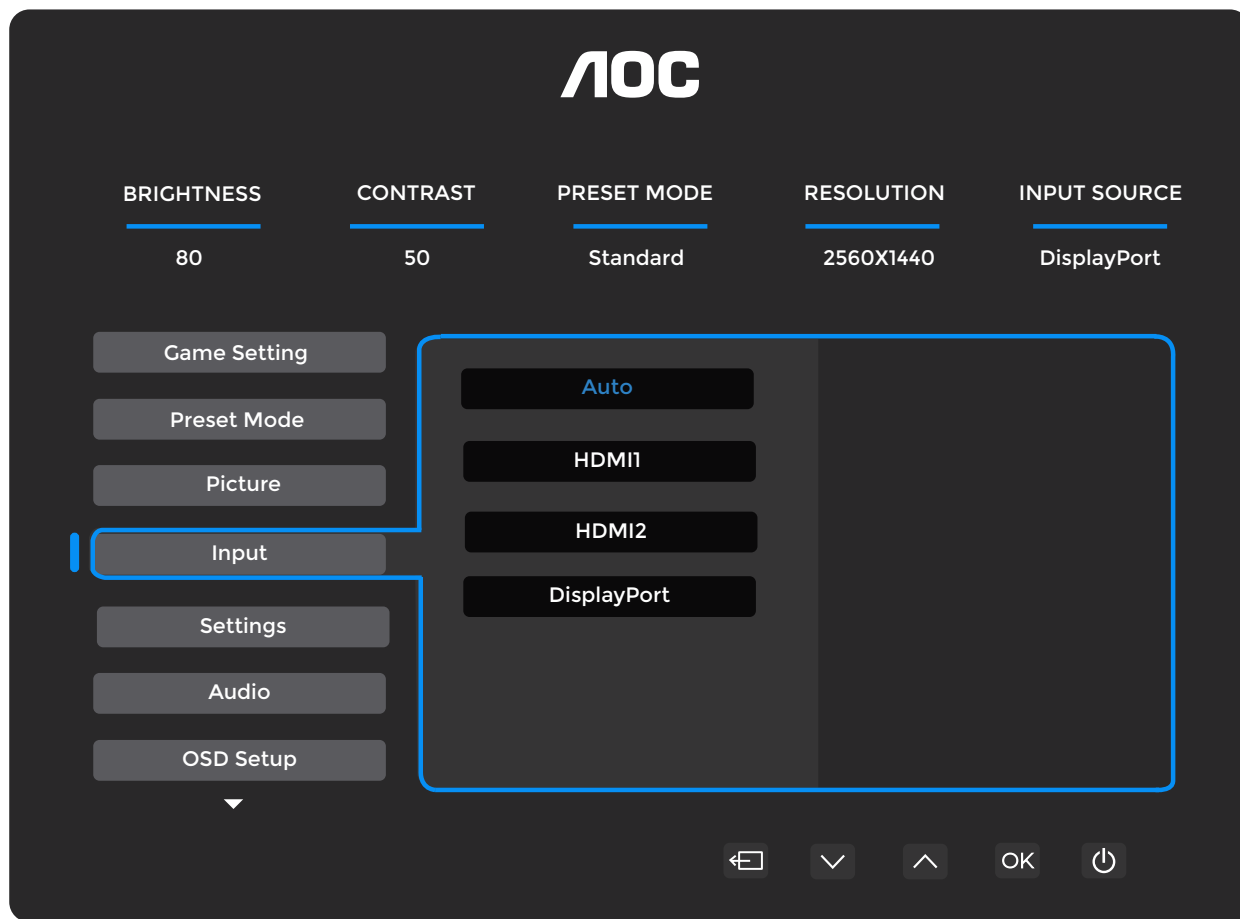 AOC
BRIGHTNESS CONTRAST PRESET MODE RESOLUTION INPUT SOURCE
80 50 Standard 2560X1440 DisplayPort
Game Setting
Preset Mode
Picture
Input
Settings
Audio
OSD Setup
Auto
HDMI1
HDMI2
DisplayPort
OK